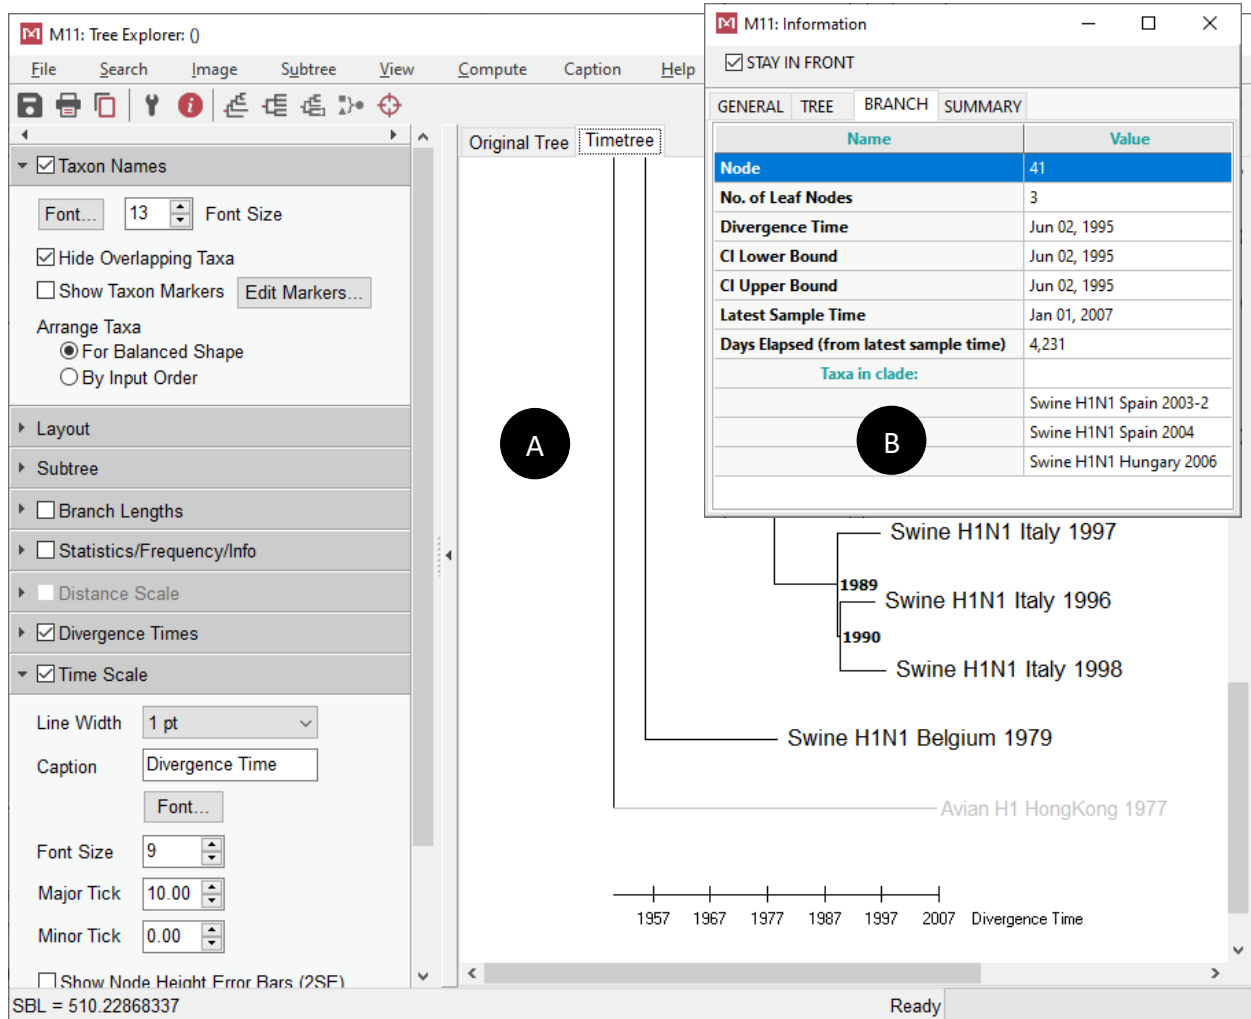 M11: Tree Explorer: ()
File Search Image Subtree View Compute Caption Help
Taxon Names
Font... 13 Font Size
Hide Overlapping Taxa
Show Taxon Markers Edit Markers...
Arrange Taxa
For Balanced Shape
By Input Order
Layout
Subtree
Branch Lengths
Statistics/Frequency/Info
Distance Scale
Divergence Times
Time Scale
Line Width 1 pt
Caption Divergence Time
Font...
Font Size 9
Major Tick 10.00
Minor Tick 0.00
Show Node Height Error Bars (2SE)
SBL = 510.22868337 Ready
Original Tree Timetree
A
M11: Information
STAY IN FRONT
GENERAL TREE BRANCH SUMMARY
Name Value
Node 41
No. of Leaf Nodes 3
Divergence Time Jun 02, 1995
CI Lower Bound Jun 02, 1995
CI Upper Bound Jun 02, 1995
Latest Sample Time Jan 01, 2007
Days Elapsed (from latest sample time) 4,231
Taxa in clade:
Swine H1N1 Spain 2003-2
Swine H1N1 Spain 2004
Swine H1N1 Hungary 2006
B
Swine H1N1 Italy 1997
1989
Swine H1N1 Italy 1996
1990
Swine H1N1 Italy 1998
Swine H1N1 Belgium 1979
Avian H1 HongKong 1977
1957 1967 1977 1987 1997 2007 Divergence Time